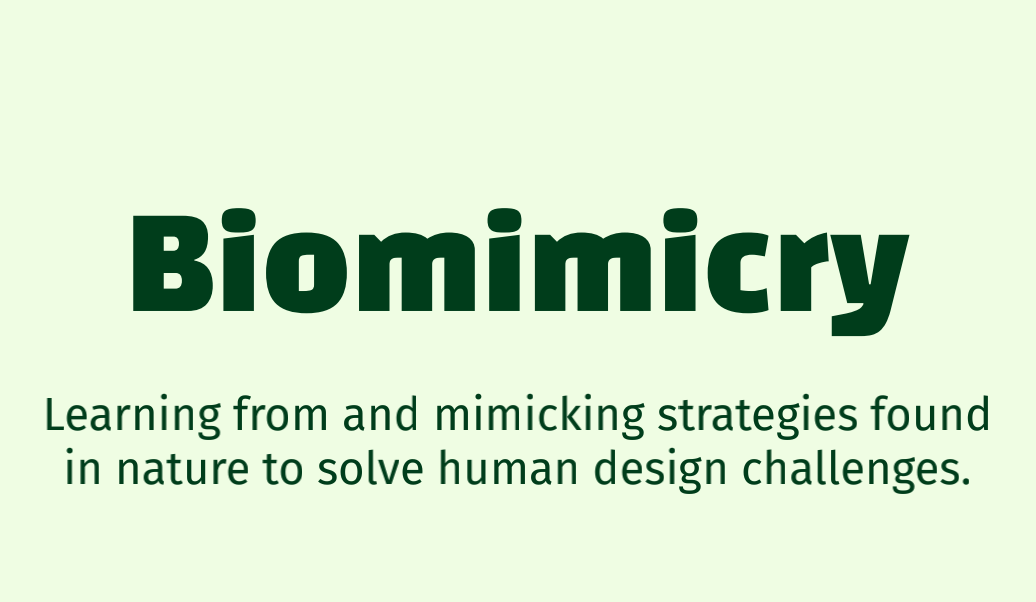 Biomimicry
Learning from and mimicking strategies found
in nature to solve human design challenges.